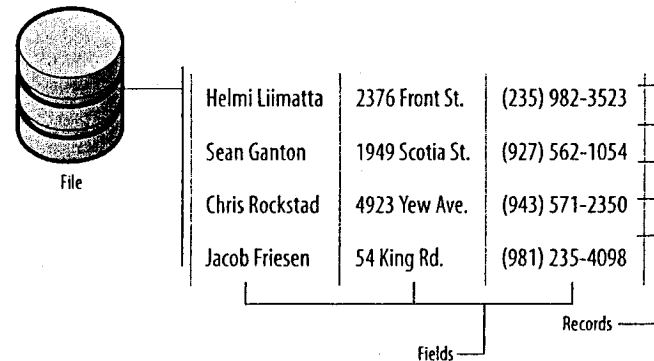 Helmi Liimatta 2376 Front St. (235) 982-3523
Sean Ganton 1949 Scotia St. (927) 562-1054
File
Chris Rockstad 4923 Yew Ave. (943) 571-2350
Jacob Friesen 54 King Rd. (981) 235-4098
Records
Fields